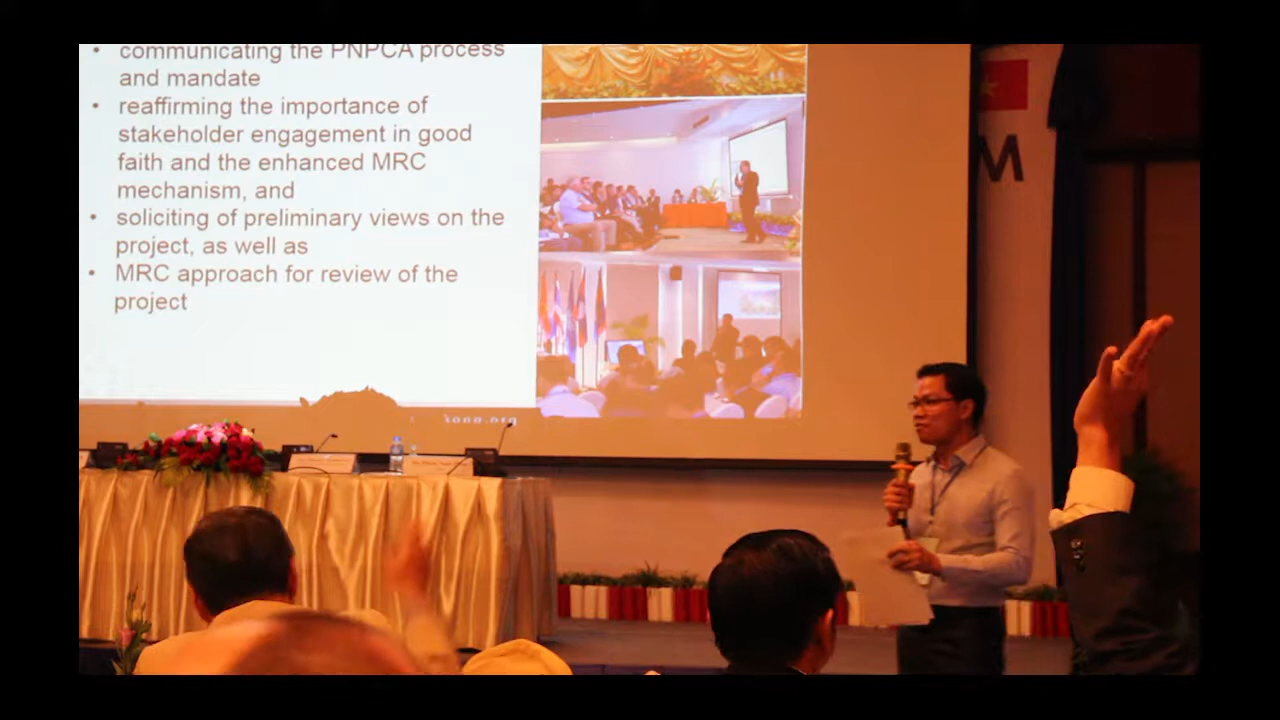 • communicating the PNPCA process
and mandate
• reaffirming the importance of
stakeholder engagement in good
faith and the enhanced MRC
mechanism, and
• soliciting of preliminary views on the
project, as well as
• MRC approach for review of the
project
M